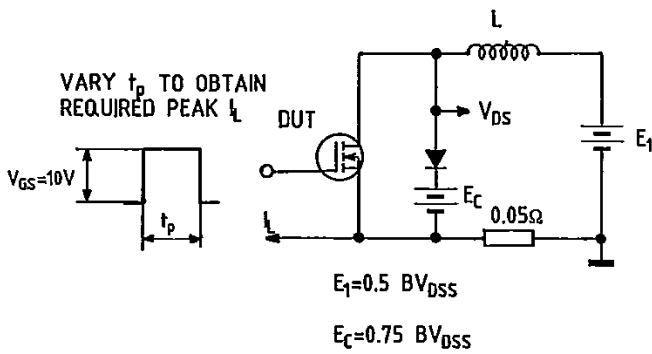 VARY tp TO OBTAIN
REQUIRED PEAK IL
VGS=10V
tp
DUT
L
VDS
E1
EC
0.05Ω
IL
E1=0.5 BVDSS
EC=0.75 BVDSS